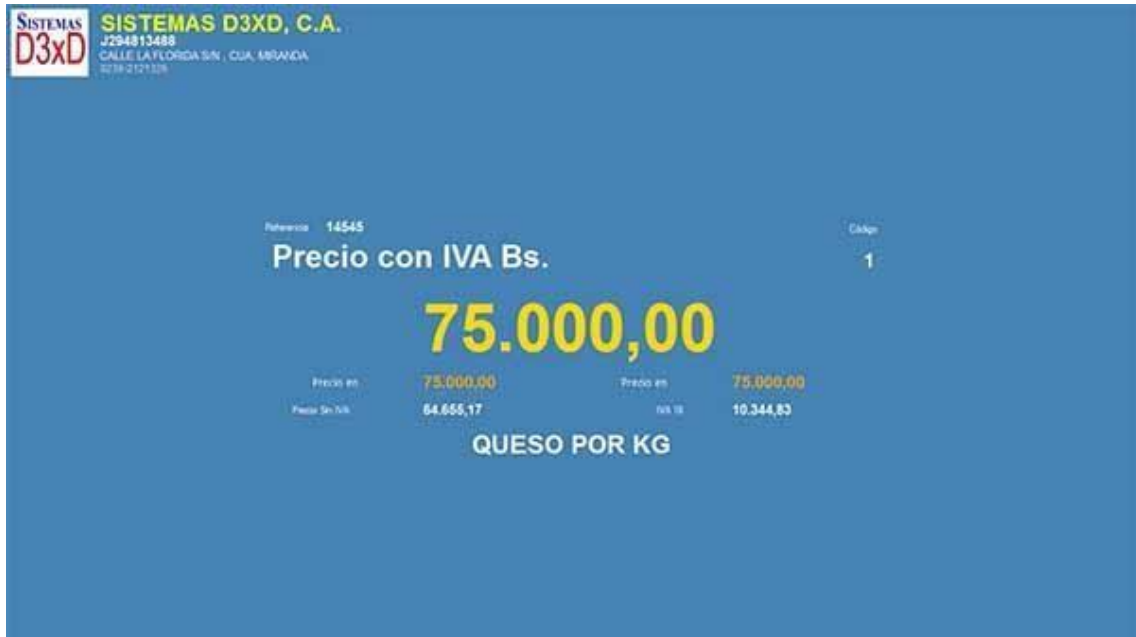 SISTEMAS
D3xD
SISTEMAS D3XD, C.A.
J294813488
CALLE LA FLORIDA S/N , CUA, MIRANDA
Referencia 14545 Código
Precio con IVA Bs. 1
75.000,00
Precio en 75.000,00 Precio en 75.000,00
Precio Sin IVA 64.655,17 IVA 16 10.344,83
QUESO POR KG